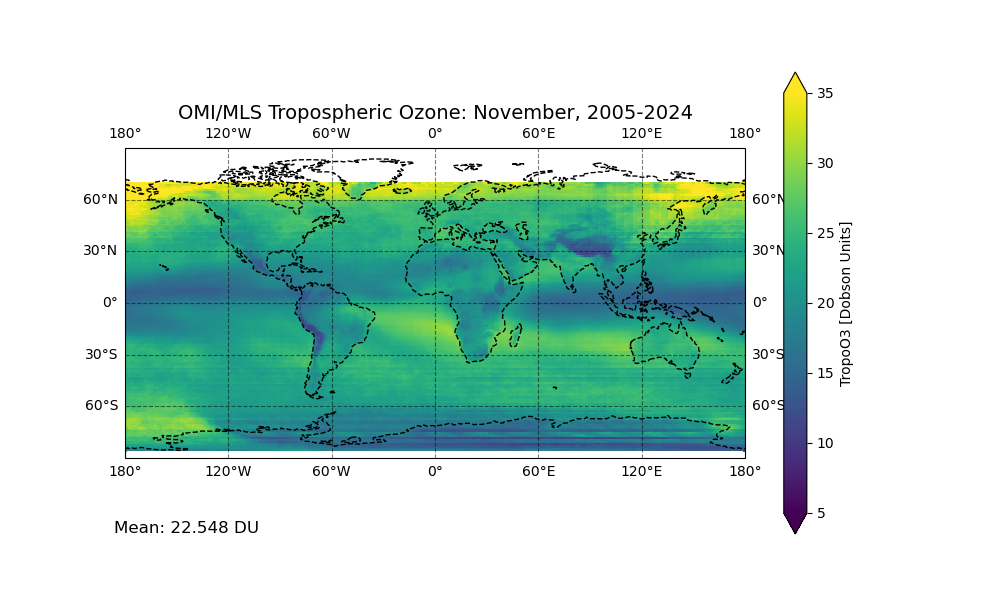 OMI/MLS Tropospheric Ozone: November, 2005-2024
180° 120°W 60°W 0° 60°E 120°E 180°
60°N 60°N
30°N 30°N
0° 0°
30°S 30°S
60°S 60°S
180° 120°W 60°W 0° 60°E 120°E 180°
35
30
25
20
15
10
5
TropoO3 [Dobson Units]
Mean: 22.548 DU